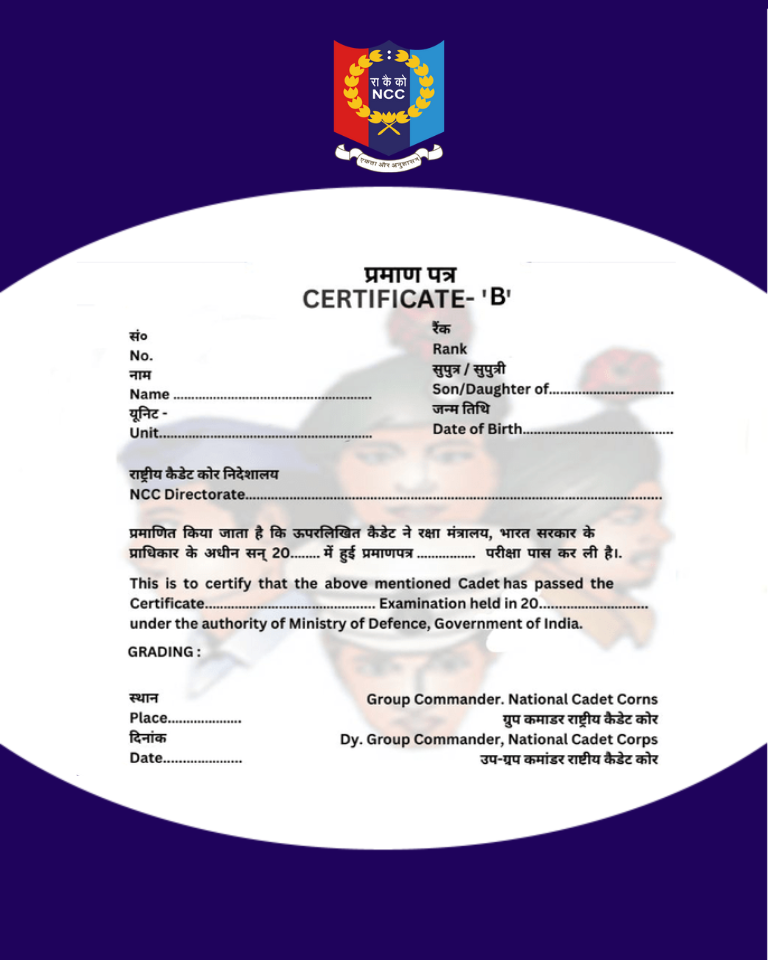 रा कै को
NCC
एकता और अनुशासन
प्रमाण पत्र
CERTIFICATE- 'B'
सं०
No.
नाम
Name ......................................................
यूनिट -
Unit..........................................................
रैंक
Rank
सुपुत्र / सुपुत्री
Son/Daughter of..................................
जन्म तिथि
Date of Birth.........................................
राष्ट्रीय कैडेट कोर निदेशालय
NCC Directorate.................................................................................................................
प्रमाणित किया जाता है कि ऊपरलिखित कैडेट ने रक्षा मंत्रालय, भारत सरकार के
प्राधिकार के अधीन सन् 20........ में हुई प्रमाणपत्र ................ परीक्षा पास कर ली है।.
This is to certify that the above mentioned Cadet has passed the
Certificate............................................... Examination held in 20..............................
under the authority of Ministry of Defence, Government of India.
GRADING :
स्थान
Place....................
दिनांक
Date......................
Group Commander. National Cadet Corns
ग्रुप कमाडर राष्ट्रीय कैडेट कोर
Dy. Group Commander, National Cadet Corps
उप-ग्रप कमांडर राष्टीय कैडेट कोर